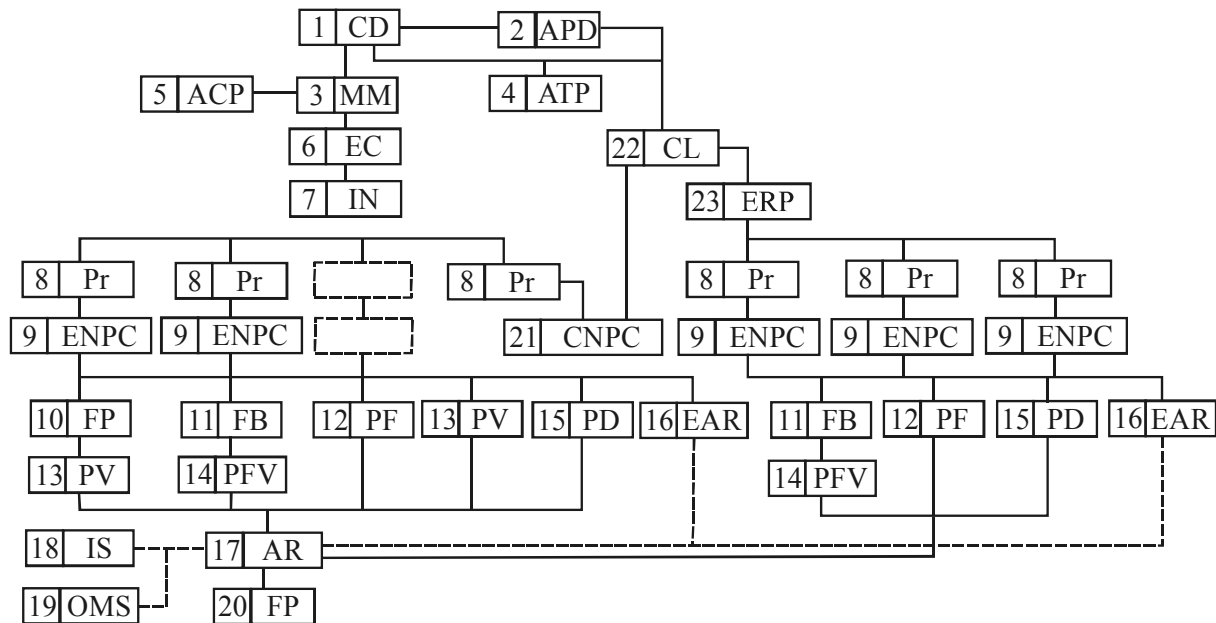 1 CD 2 APD
5 ACP 3 MM 4 ATP
6 EC 22 CL
7 IN 23 ERP
8 Pr 8 Pr 8 Pr 8 Pr 8 Pr 8 Pr
9 ENPC 9 ENPC 21 CNPC 9 ENPC 9 ENPC 9 ENPC
10 FP 11 FB 12 PF 13 PV 15 PD 16 EAR 11 FB 12 PF 15 PD 16 EAR
13 PV 14 PFV 14 PFV
18 IS 17 AR
19 OMS 20 FP